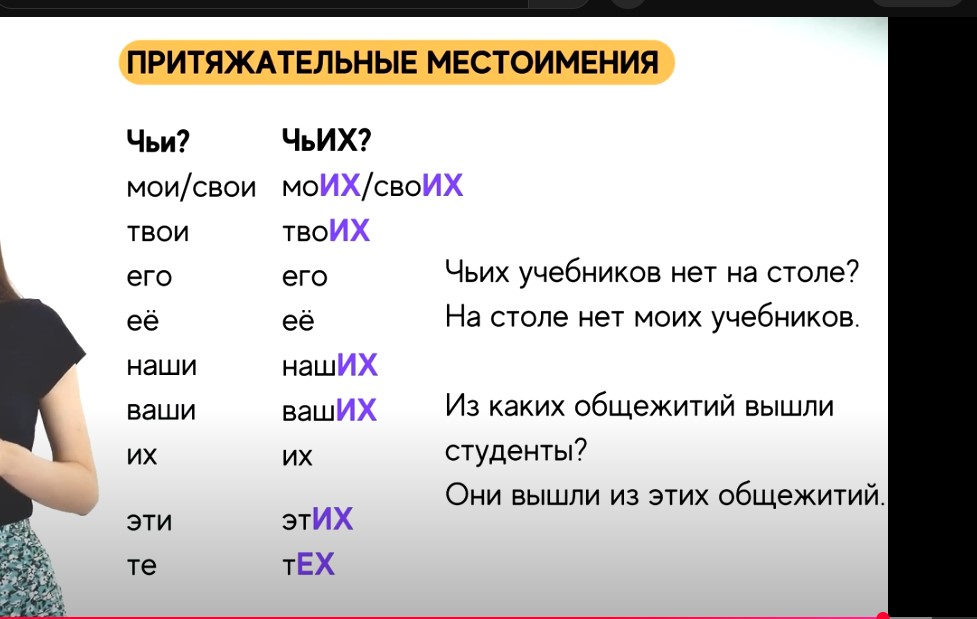 ПРИТЯЖАТЕЛЬНЫЕ МЕСТОИМЕНИЯ
Чьи? ЧьИХ?
мои/свои моИХ/своИХ
твои твоИХ
его его
её её
наши нашИХ
ваши вашИХ
их их
эти этИХ
те тЕХ
Чьих учебников нет на столе?
На столе нет моих учебников.
Из каких общежитий вышли
студенты?
Они вышли из этих общежитий.